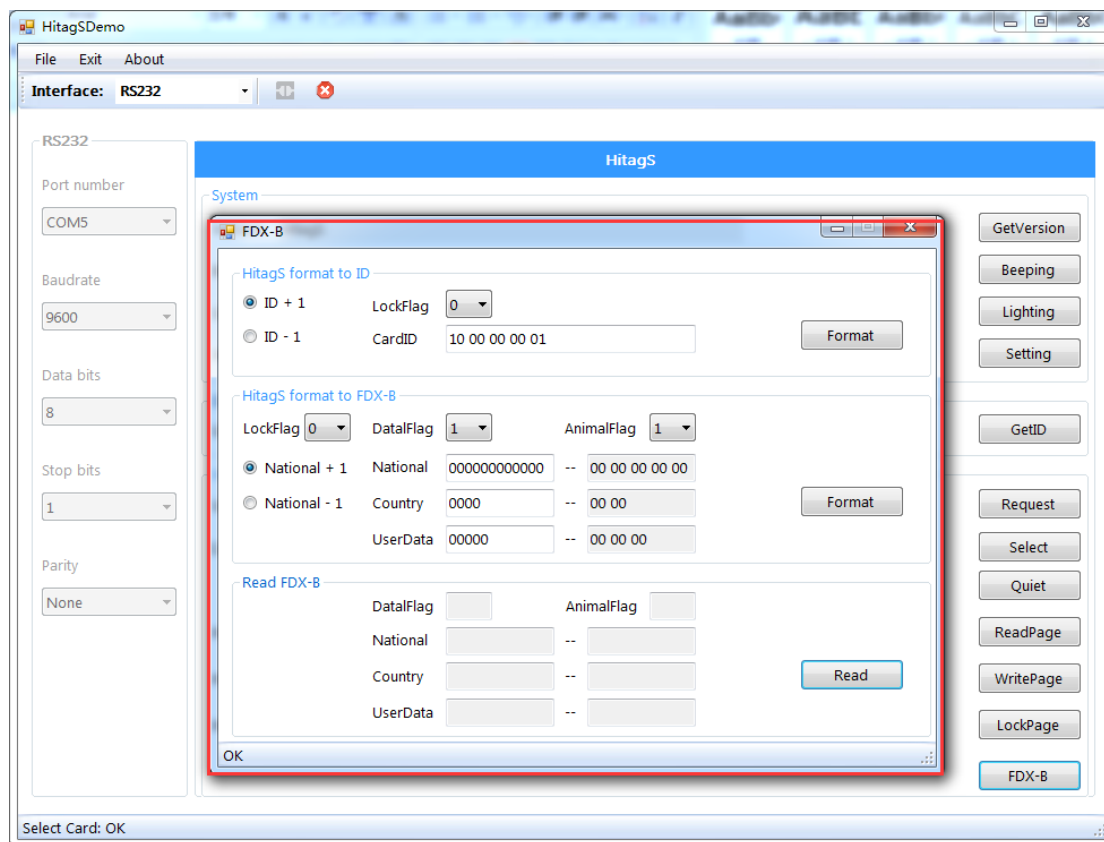 HitagSDemo
File Exit About
Interface: RS232
RS232
Port number
COM5
Baudrate
9600
Data bits
8
Stop bits
1
Parity
None
HitagS
System
GetVersion
Beeping
Lighting
Setting
GetID
Request
Select
Quiet
ReadPage
WritePage
LockPage
FDX-B
FDX-B
HitagS format to ID
ID + 1 LockFlag 0
ID - 1 CardID 10 00 00 00 01 Format
HitagS format to FDX-B
LockFlag 0 DatalFlag 1 AnimalFlag 1
National + 1 National 000000000000 -- 00 00 00 00 00
National - 1 Country 0000 -- 00 00 Format
UserData 00000 -- 00 00 00
Read FDX-B
DatalFlag AnimalFlag
National --
Country -- Read
UserData --
OK
Select Card: OK